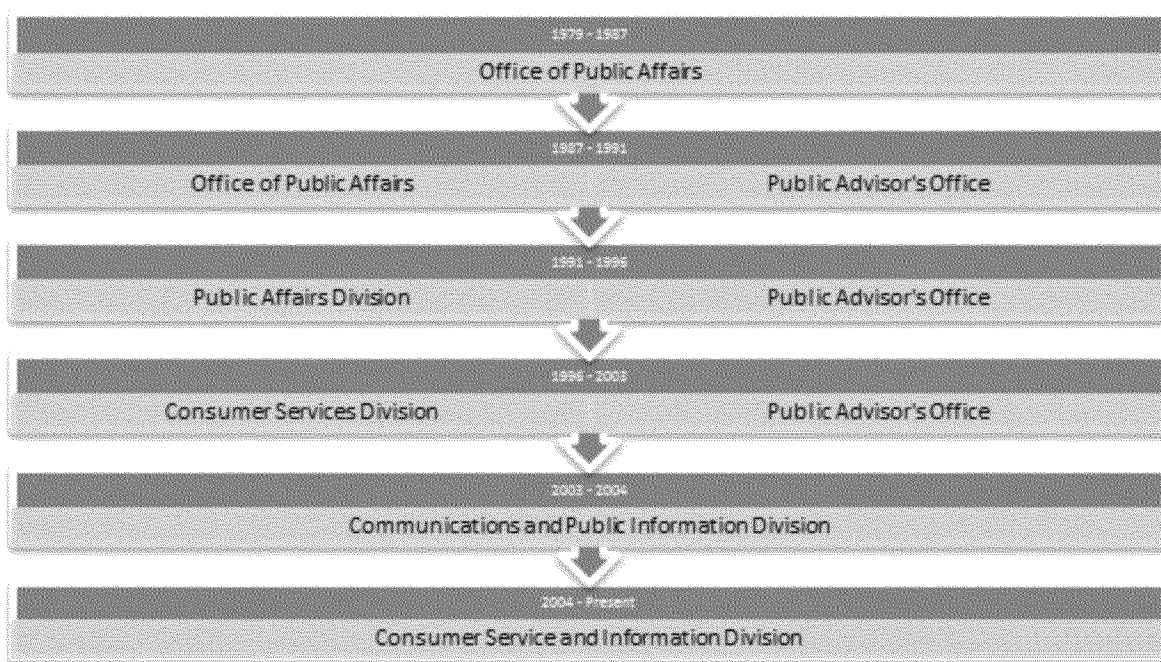 1979 - 1987
Office of Public Affairs
1987 - 1991
Office of Public Affairs Public Advisor's Office
1991 - 1996
Public Affairs Division Public Advisor's Office
1996 - 2003
Consumer Services Division Public Advisor's Office
2003 - 2004
Communications and Public Information Division
2004 - Present
Consumer Service and Information Division